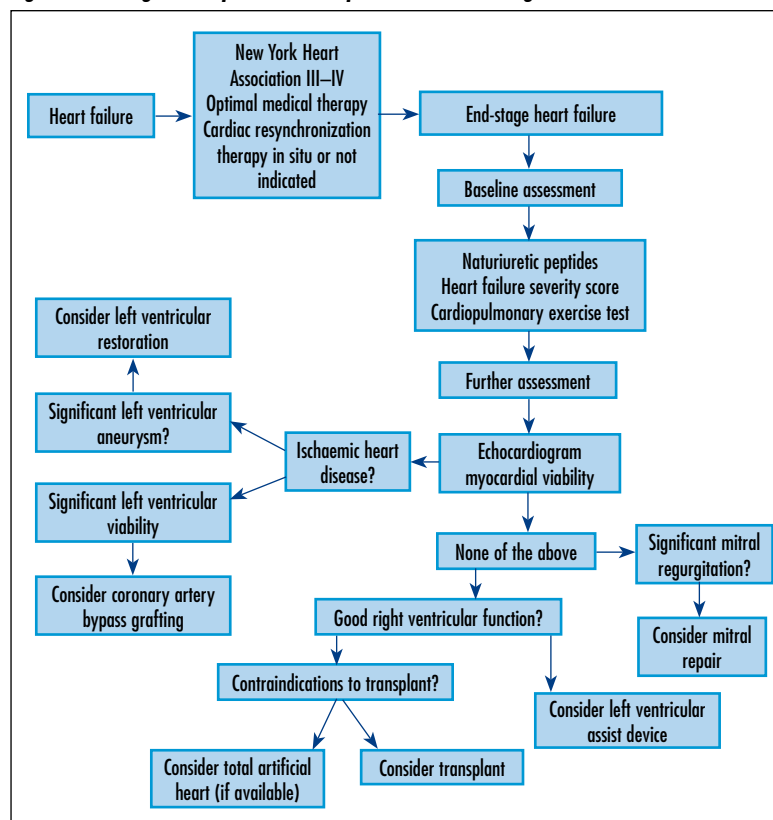 New York Heart
Association III–IV
Optimal medical therapy
Cardiac resynchronization
therapy in situ or not
indicated
Heart failure
End-stage heart failure
Baseline assessment
Naturiuretic peptides
Heart failure severity score
Cardiopulmonary exercise test
Consider left ventricular
restoration
Further assessment
Significant left ventricular
aneurysm?
Ischaemic heart
disease?
Echocardiogram
myocardial viability
Significant left ventricular
viability
None of the above
Significant mitral
regurgitation?
Consider coronary artery
bypass grafting
Good right ventricular function?
Consider mitral
repair
Contraindications to transplant?
Consider left ventricular
assist device
Consider total artificial
heart (if available)
Consider transplant